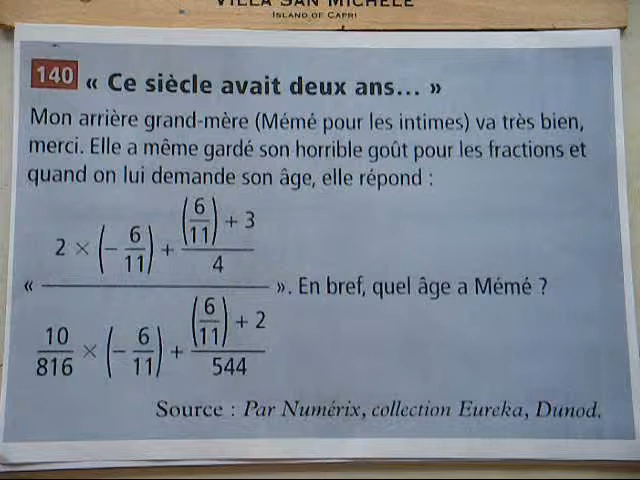 VILLA SAN MICHELE
ISLAND OF CAPRI
140 « Ce siècle avait deux ans... »
Mon arrière grand-mère (Mémé pour les intimes) va très bien,
merci. Elle a même gardé son horrible goût pour les fractions et
quand on lui demande son âge, elle répond :
(6/11) + 3
2 × (− 6/11) + 
4
« ». En bref, quel âge a Mémé ?
(6/11) + 2
10/816 × (− 6/11) + 
544
Source : Par Numérix, collection Eureka, Dunod.